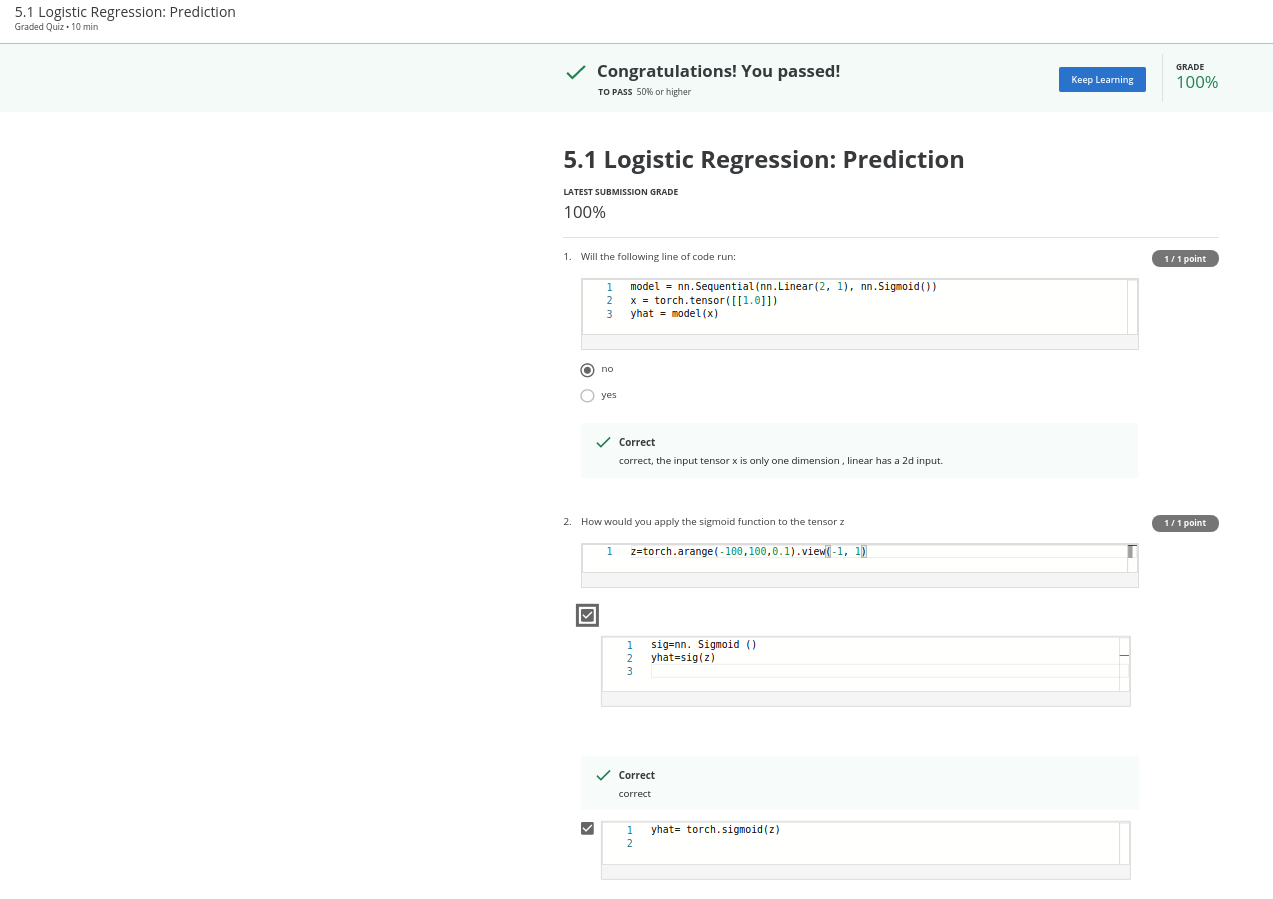 5.1 Logistic Regression: Prediction
Graded Quiz • 10 min
Congratulations! You passed!
TO PASS 50% or higher
Keep Learning
GRADE
100%
5.1 Logistic Regression: Prediction
LATEST SUBMISSION GRADE
100%
1. Will the following line of code run:
1 / 1 point
1 model = nn.Sequential(nn.Linear(2, 1), nn.Sigmoid())
2 x = torch.tensor([[1.0]])
3 yhat = model(x)
no
yes
Correct
correct, the input tensor x is only one dimension , linear has a 2d input.
2. How would you apply the sigmoid function to the tensor z
1 / 1 point
1 z=torch.arange(-100,100,0.1).view(-1, 1)
1 sig=nn. Sigmoid ()
2 yhat=sig(z)
3
Correct
correct
1 yhat= torch.sigmoid(z)
2